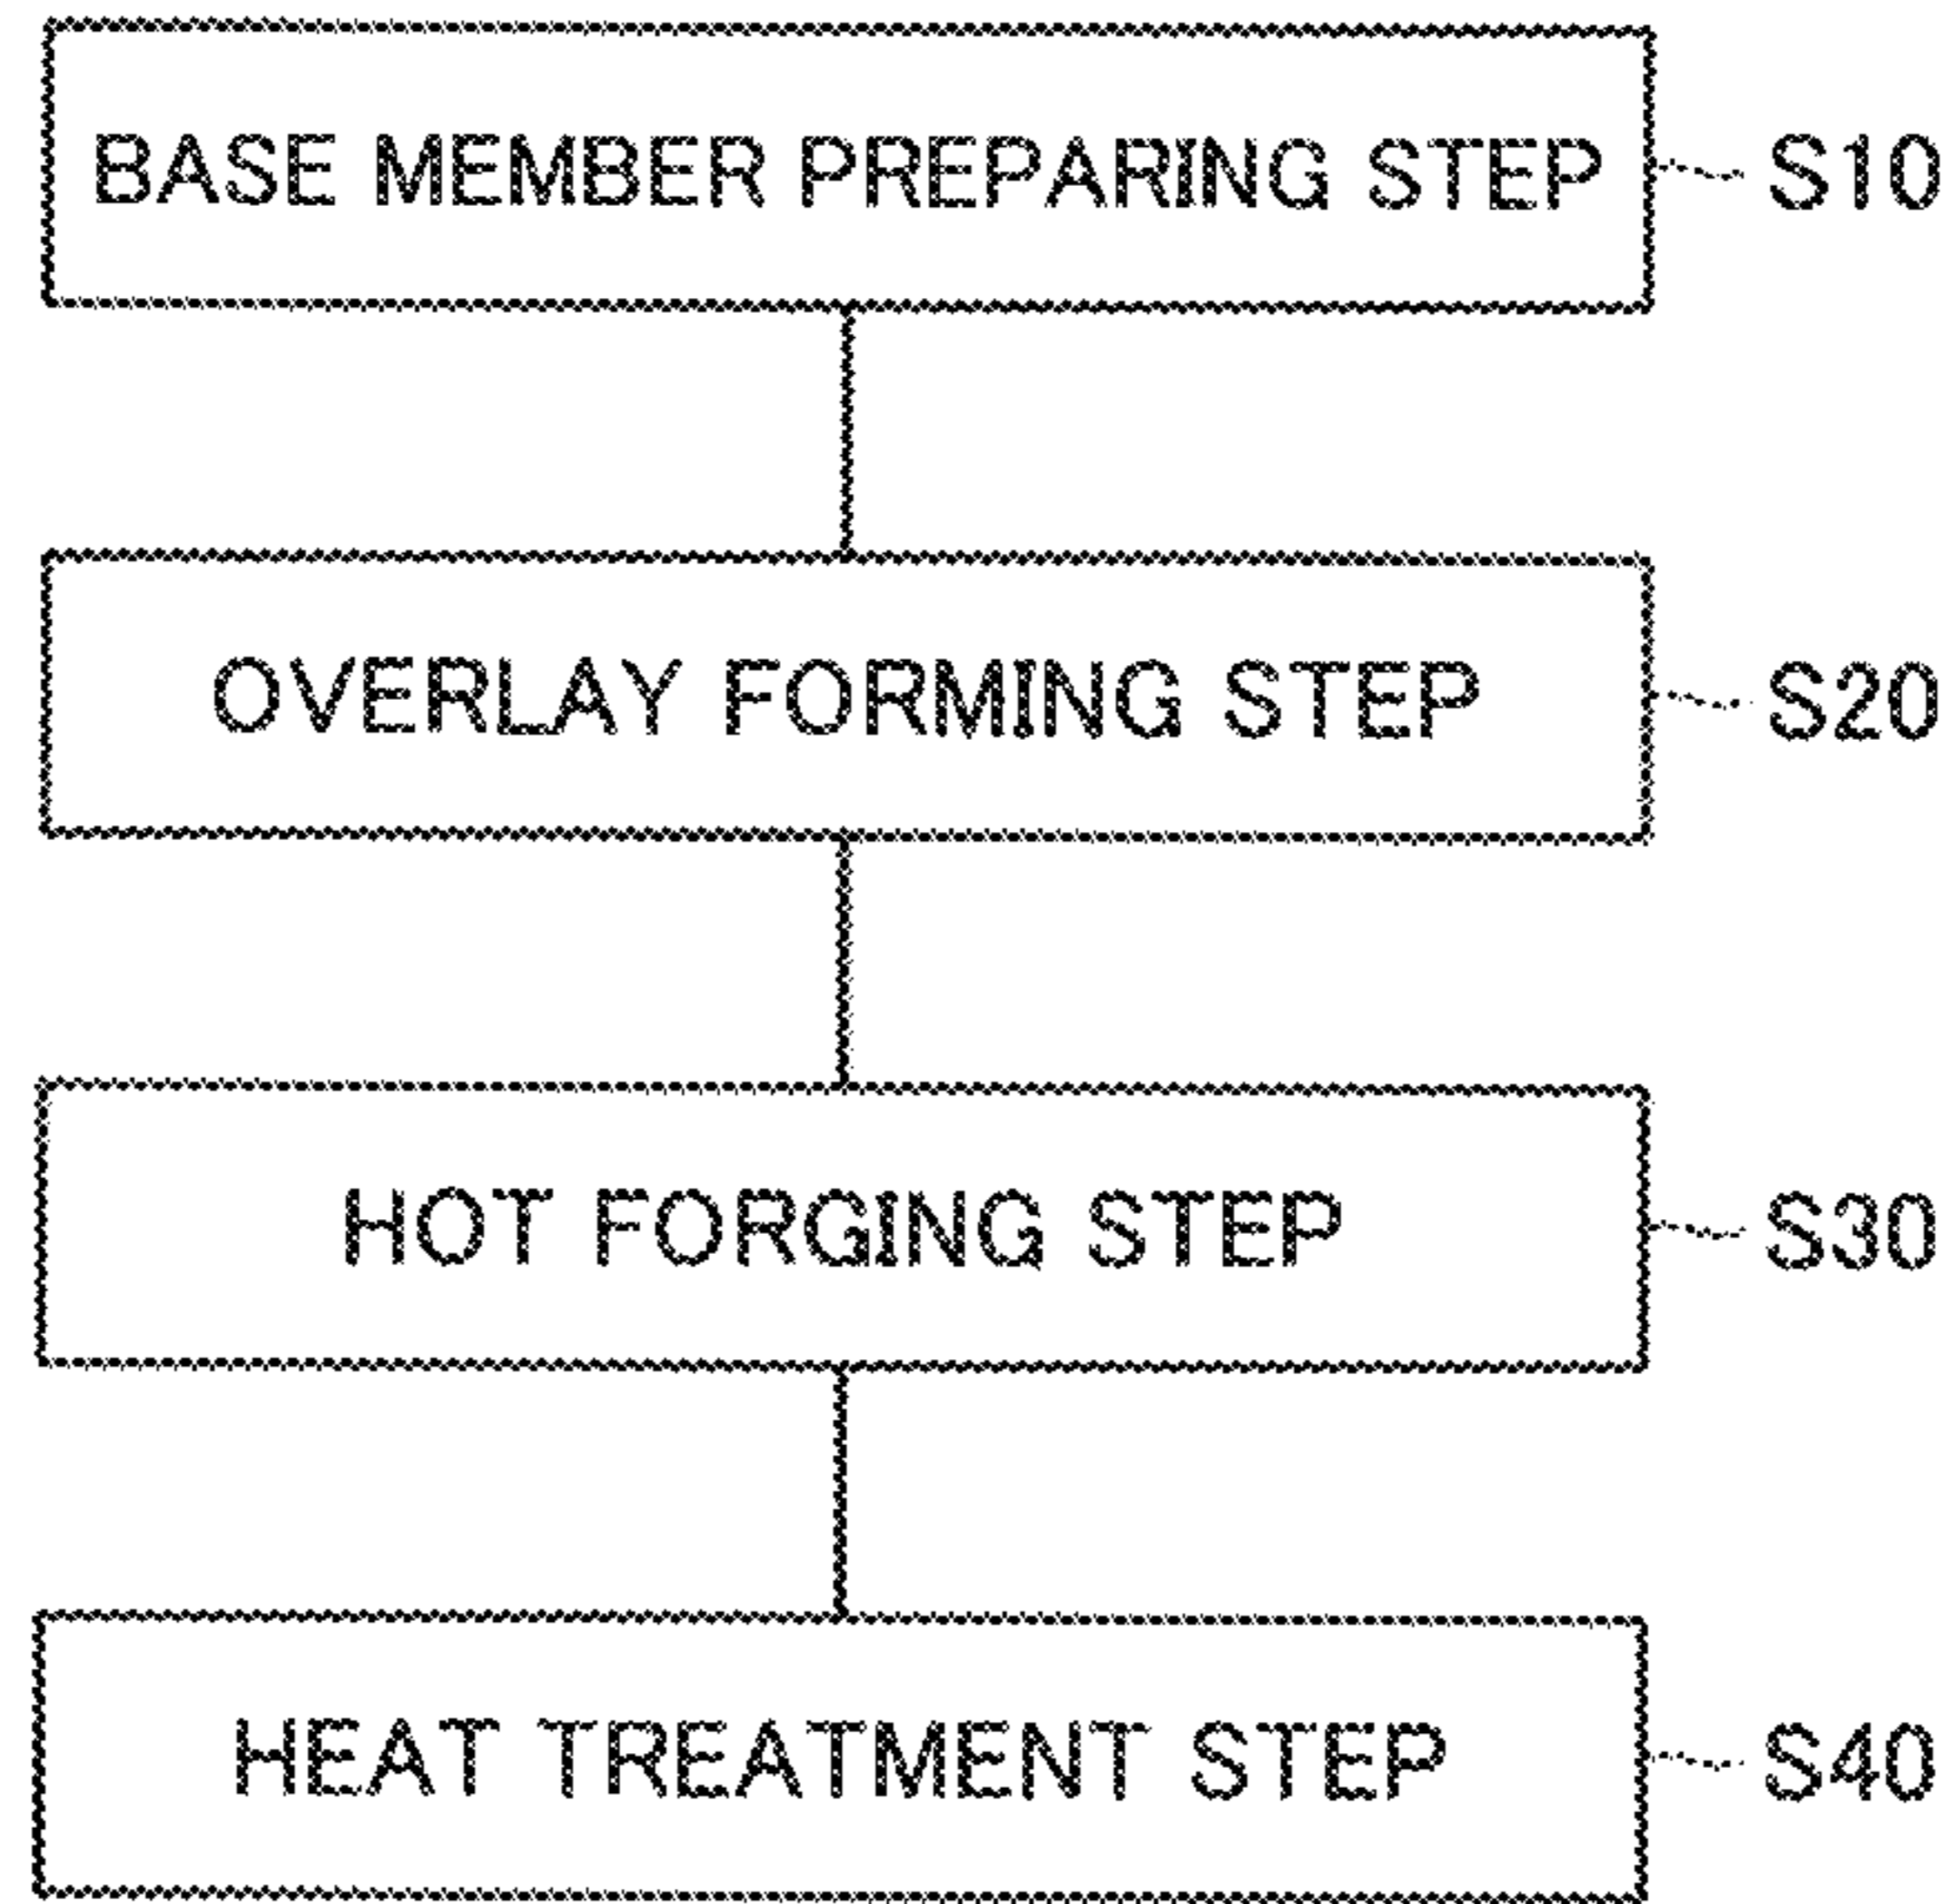 BASE MEMBER PREPARING STEP S10
OVERLAY FORMING STEP S20
HOT FORGING STEP S30
HEAT TREATMENT STEP S40